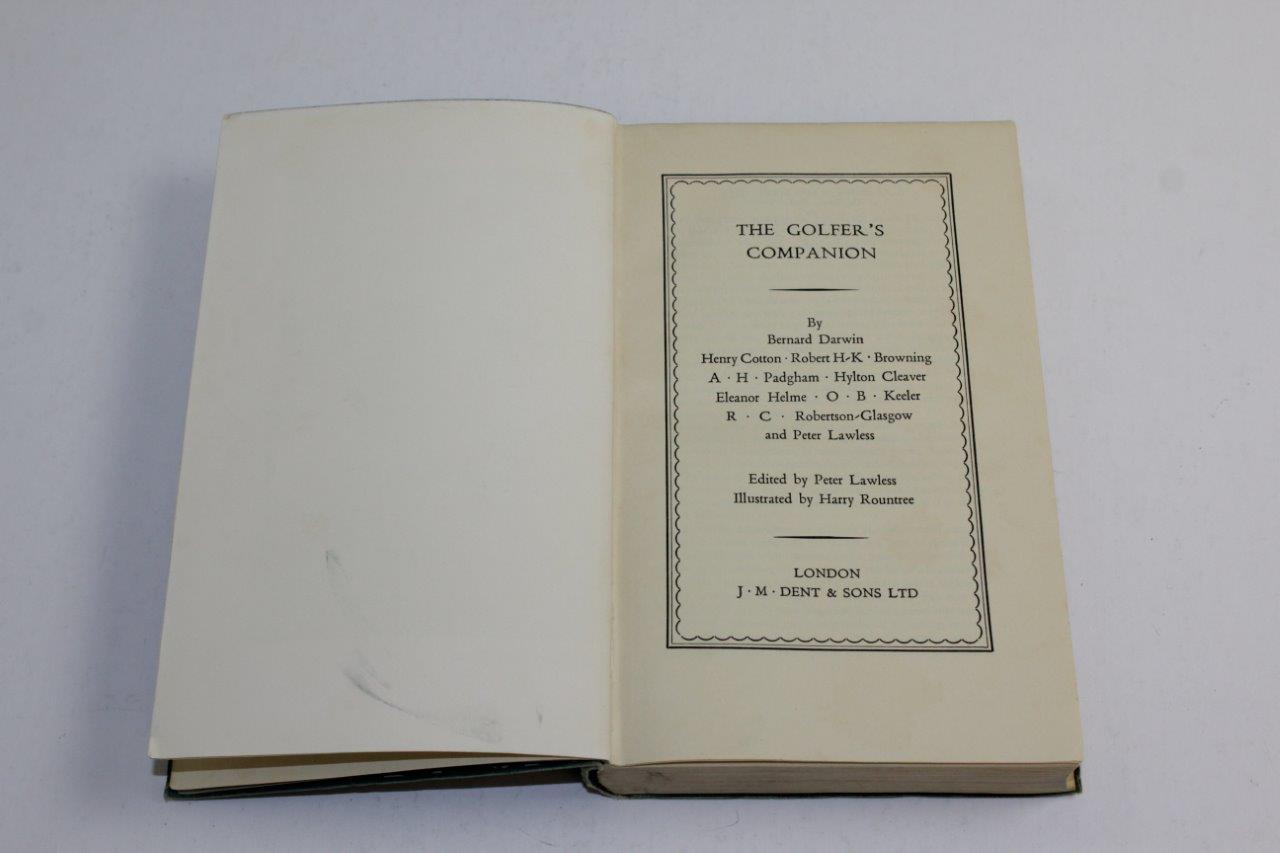 THE GOLFER'S
COMPANION
By
Bernard Darwin
Henry Cotton · Robert H-K · Browning
A · H · Padgham · Hylton Cleaver
Eleanor Helme · O · B · Keeler
R · C · Robertson-Glasgow
and Peter Lawless
Edited by Peter Lawless
Illustrated by Harry Rountree
LONDON
J · M · DENT & SONS LTD